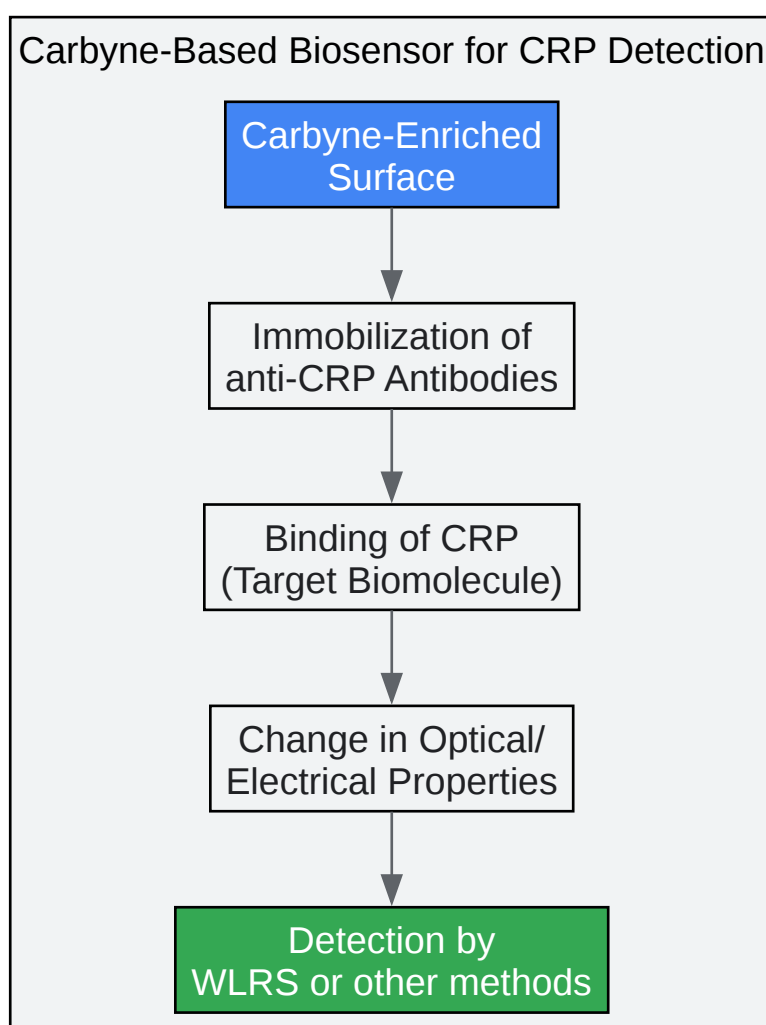 Carbyne-Based Biosensor for CRP Detection
Carbyne-Enriched
Surface
Immobilization of
anti-CRP Antibodies
Binding of CRP
(Target Biomolecule)
Change in Optical/
Electrical Properties
Detection by
WLRS or other methods